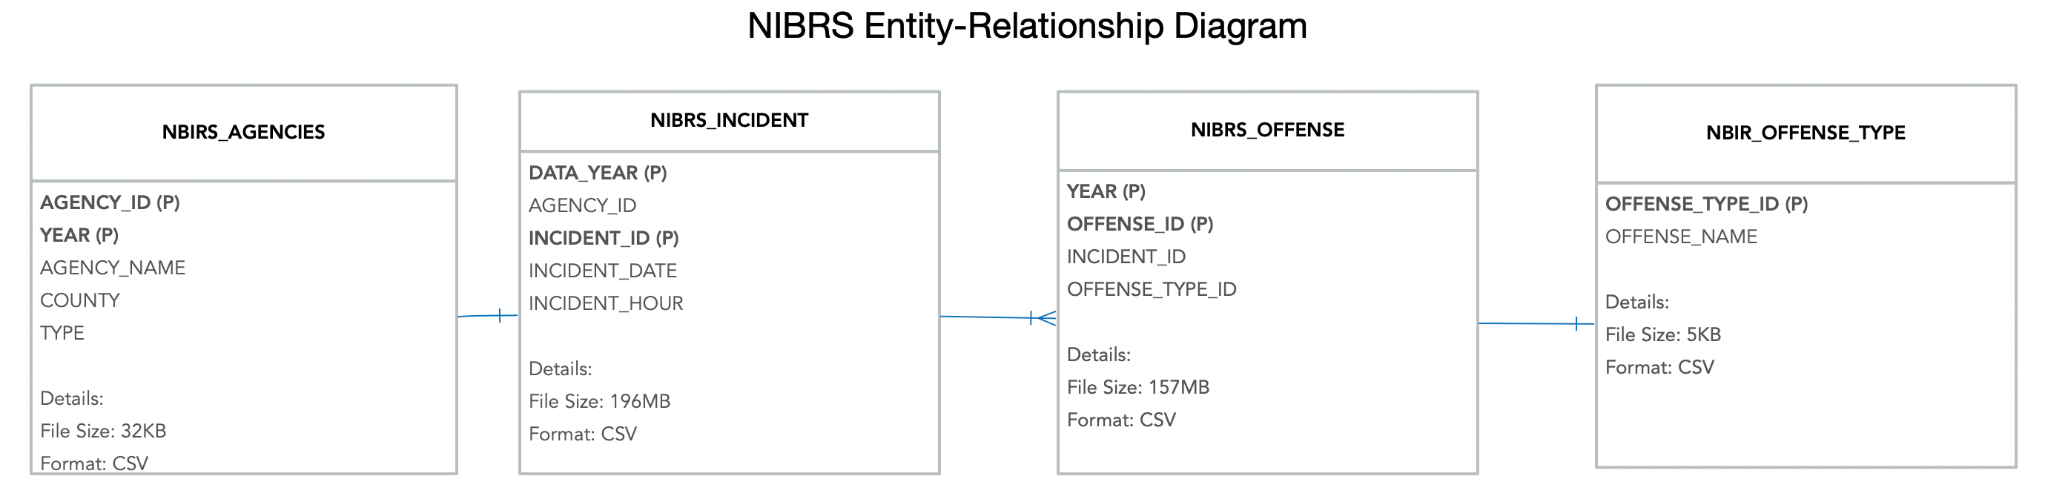 NIBRS Entity-Relationship Diagram
NBIRS_AGENCIES
AGENCY_ID (P)
YEAR (P)
AGENCY_NAME
COUNTY
TYPE
Details:
File Size: 32KB
Format: CSV
NIBRS_INCIDENT
DATA_YEAR (P)
AGENCY_ID
INCIDENT_ID (P)
INCIDENT_DATE
INCIDENT_HOUR
Details:
File Size: 196MB
Format: CSV
NIBRS_OFFENSE
YEAR (P)
OFFENSE_ID (P)
INCIDENT_ID
OFFENSE_TYPE_ID
Details:
File Size: 157MB
Format: CSV
NBIR_OFFENSE_TYPE
OFFENSE_TYPE_ID (P)
OFFENSE_NAME
Details:
File Size: 5KB
Format: CSV